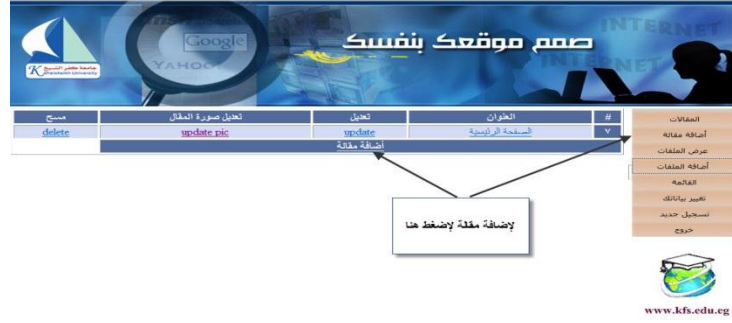 INTERNET
Google
YAHOO
صمم موقعك بنفسك
جامعة كفر الشيخ
Kafrelsheikh University
# العنوان تعديل تعديل صورة المقال مسح
٧ الصفحة الرئيسية update update pic delete
أضافة مقالة
المقالات
أضافة مقالة
عرض الملفات
أضافة الملفات
القائمة
تغيير بياناتك
تسجيل جديد
خروج
لإضافة مقالة لإضغط هنا
www.kfs.edu.eg